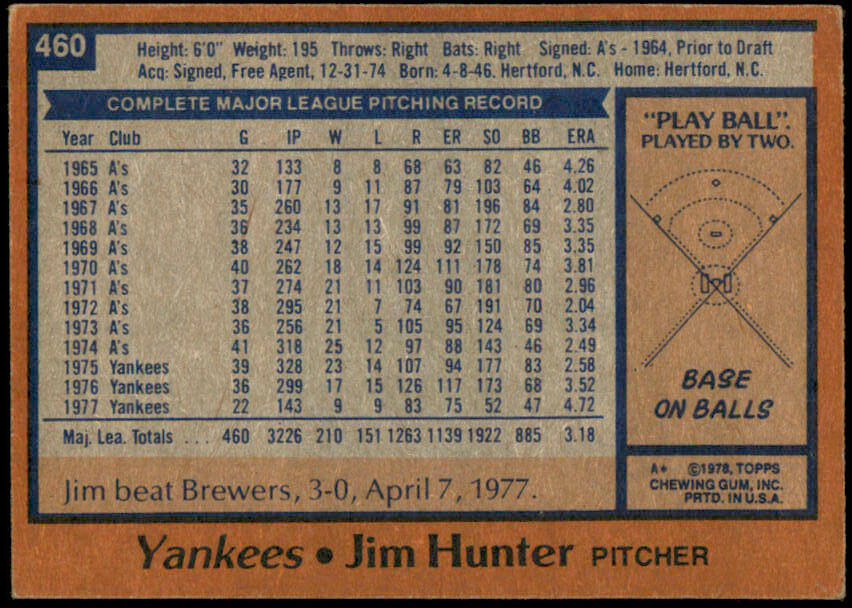 460
Height: 6'0" Weight: 195 Throws: Right Bats: Right Signed: A's - 1964, Prior to Draft
Acq: Signed, Free Agent, 12-31-74 Born: 4-8-46. Hertford, N.C. Home: Hertford, N.C.
COMPLETE MAJOR LEAGUE PITCHING RECORD
Year Club G IP W L R ER SO BB ERA
1965 A's 32 133 8 8 68 63 82 46 4.26
1966 A's 30 177 9 11 87 79 103 64 4.02
1967 A's 35 260 13 17 91 81 196 84 2.80
1968 A's 36 234 13 13 99 87 172 69 3.35
1969 A's 38 247 12 15 99 92 150 85 3.35
1970 A's 40 262 18 14 124 111 178 74 3.81
1971 A's 37 274 21 11 103 90 181 80 2.96
1972 A's 38 295 21 7 74 67 191 70 2.04
1973 A's 36 256 21 5 105 95 124 69 3.34
1974 A's 41 318 25 12 97 88 143 46 2.49
1975 Yankees 39 328 23 14 107 94 177 83 2.58
1976 Yankees 36 299 17 15 126 117 173 68 3.52
1977 Yankees 22 143 9 9 83 75 52 47 4.72
Maj. Lea. Totals ... 460 3226 210 151 1263 1139 1922 885 3.18
Jim beat Brewers, 3-0, April 7, 1977.
"PLAY BALL".
PLAYED BY TWO.
BASE
ON BALLS
A* ©1978, TOPPS
CHEWING GUM, INC.
PRTD. IN U.S.A.
Yankees • Jim Hunter PITCHER